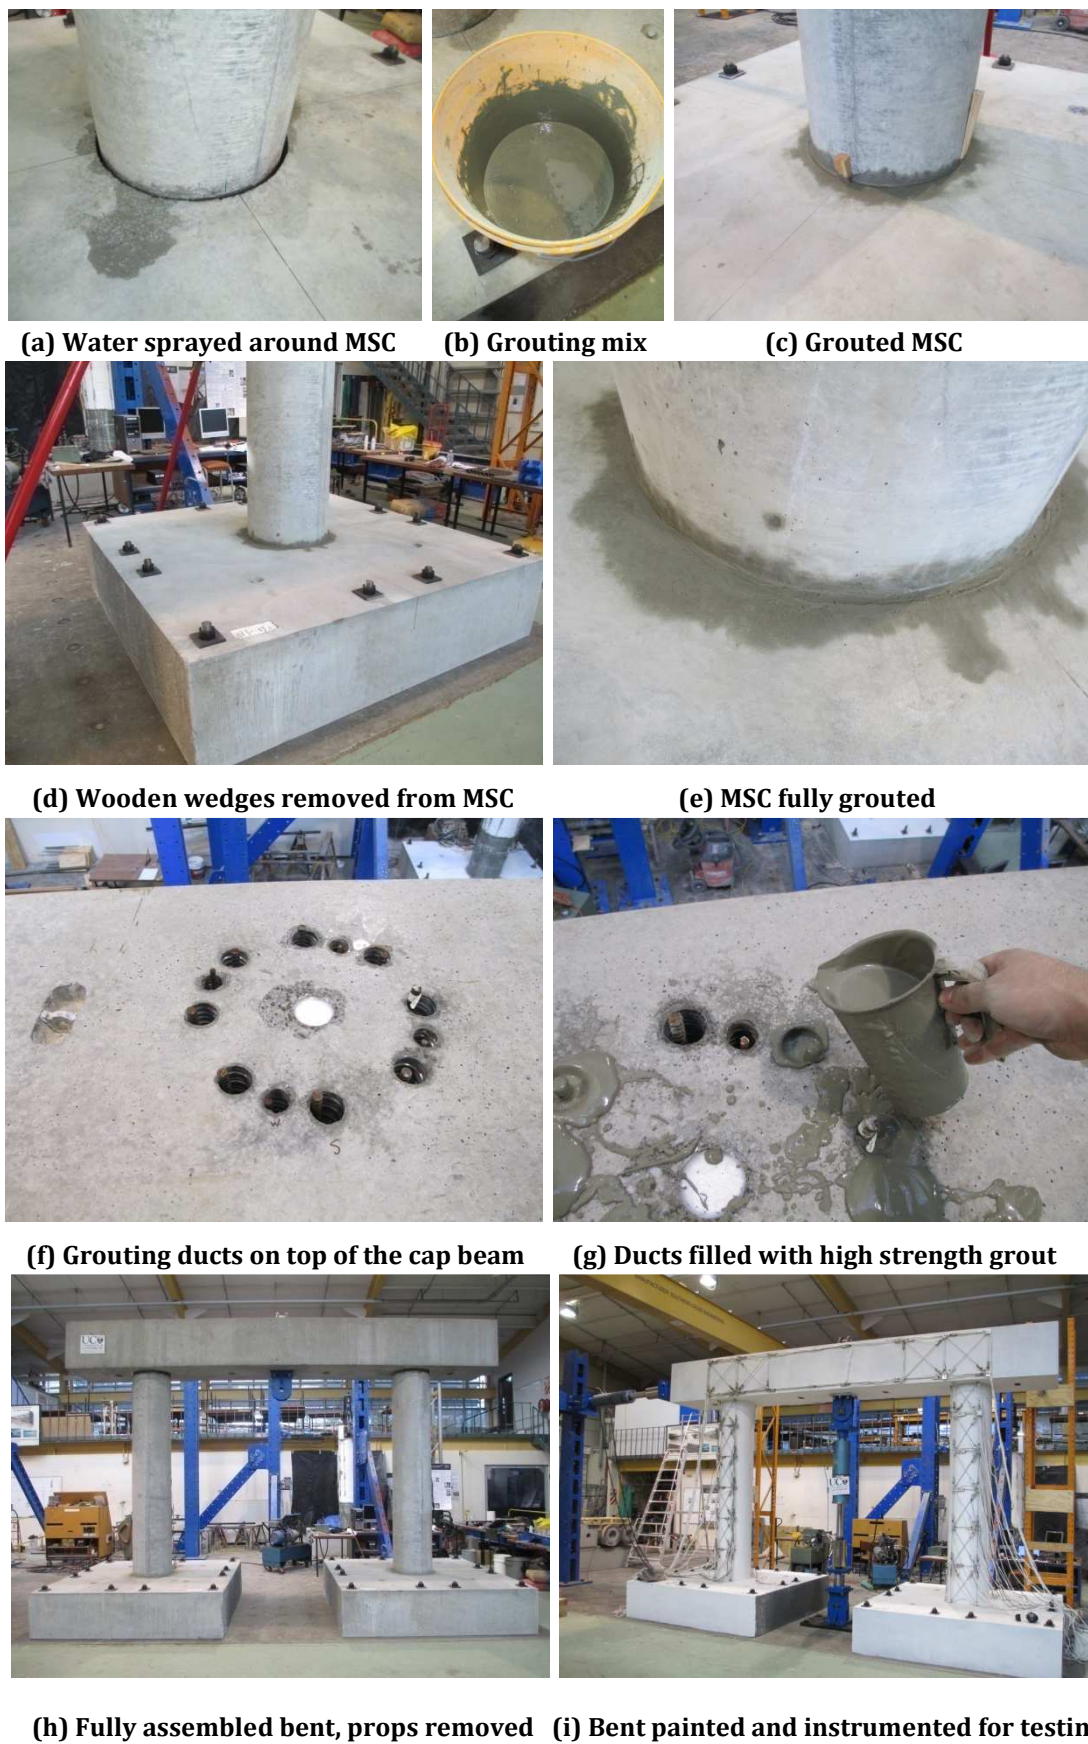 (a) Water sprayed around MSC
(b) Grouting mix
(c) Grouted MSC
(d) Wooden wedges removed from MSC
(e) MSC fully grouted
W
S
(f) Grouting ducts on top of the cap beam
(g) Ducts filled with high strength grout
UC
UC
(h) Fully assembled bent, props removed
(i) Bent painted and instrumented for testin